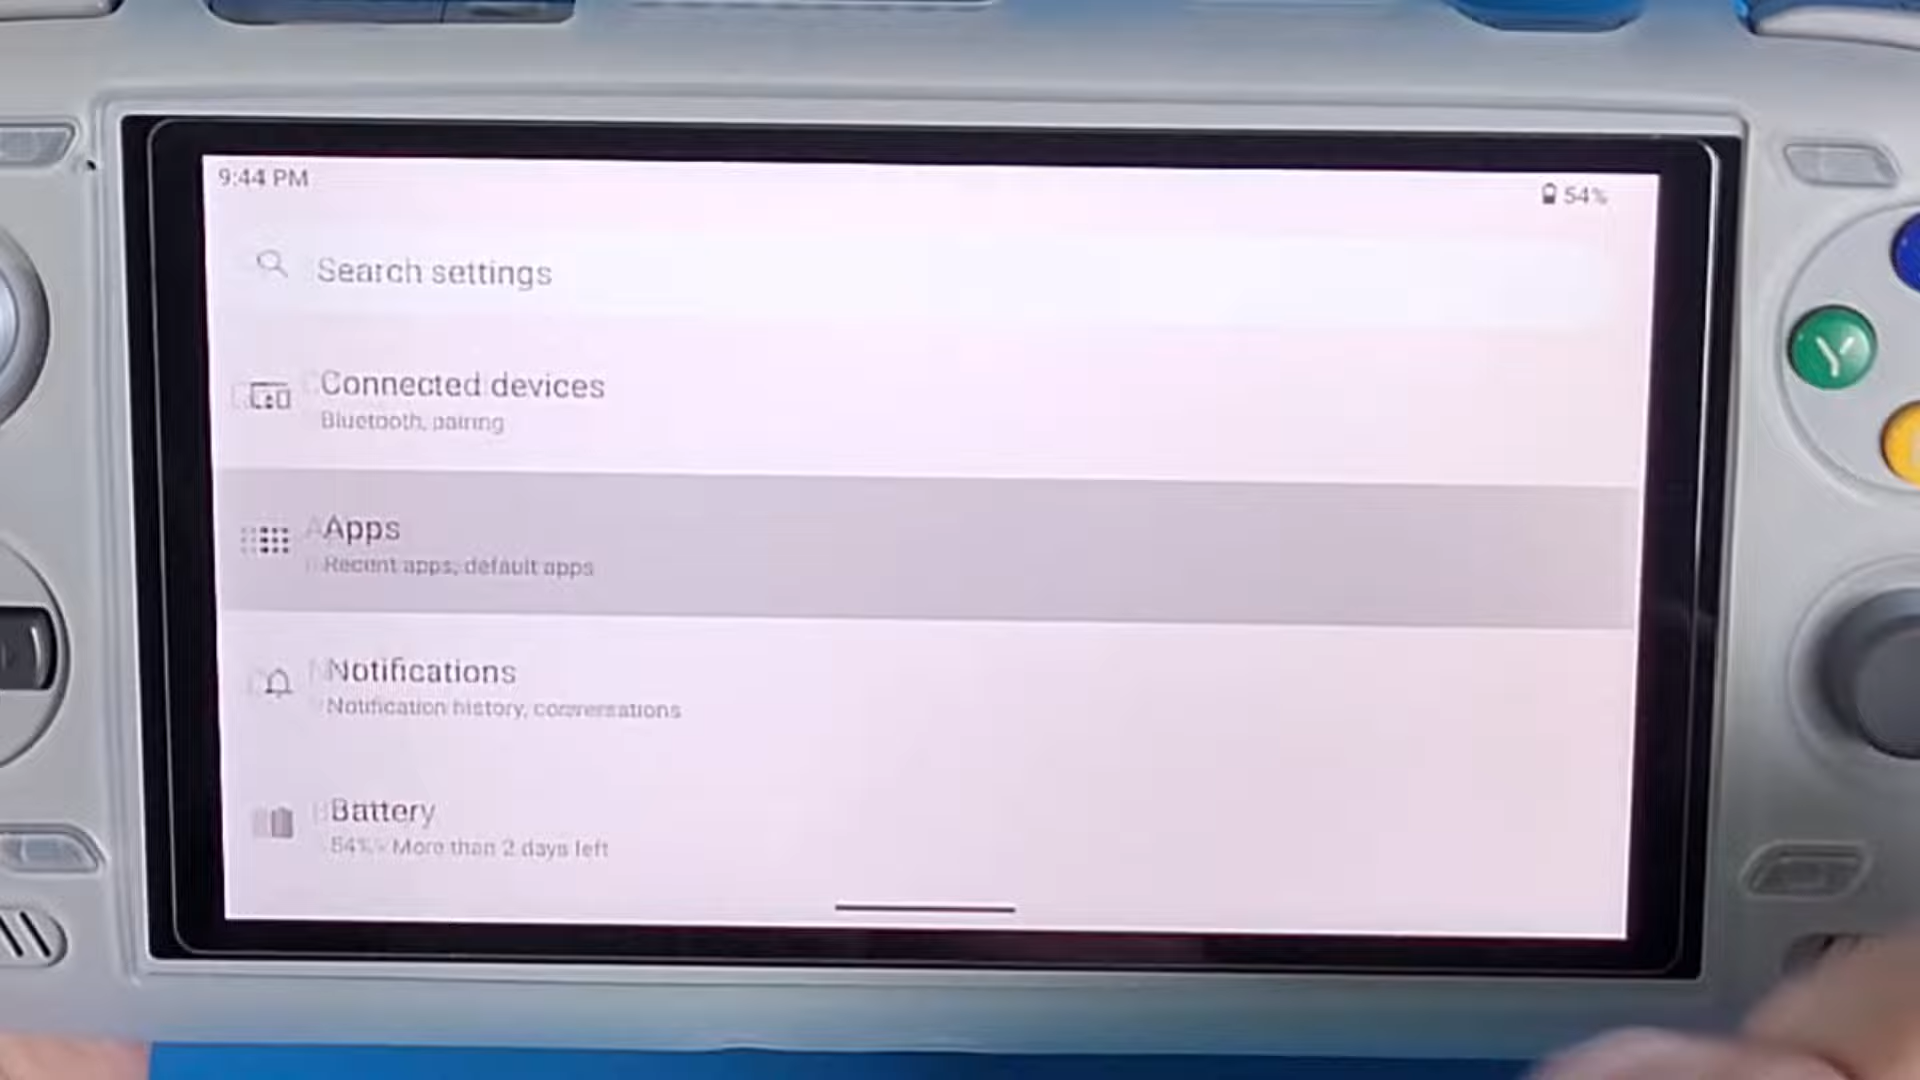 9:44 PM
54%
Search settings
Connected devices
Bluetooth, pairing
Apps
Recent apps, default apps
Notifications
Notification history, conversations
Battery
54% - More than 2 days left
Y